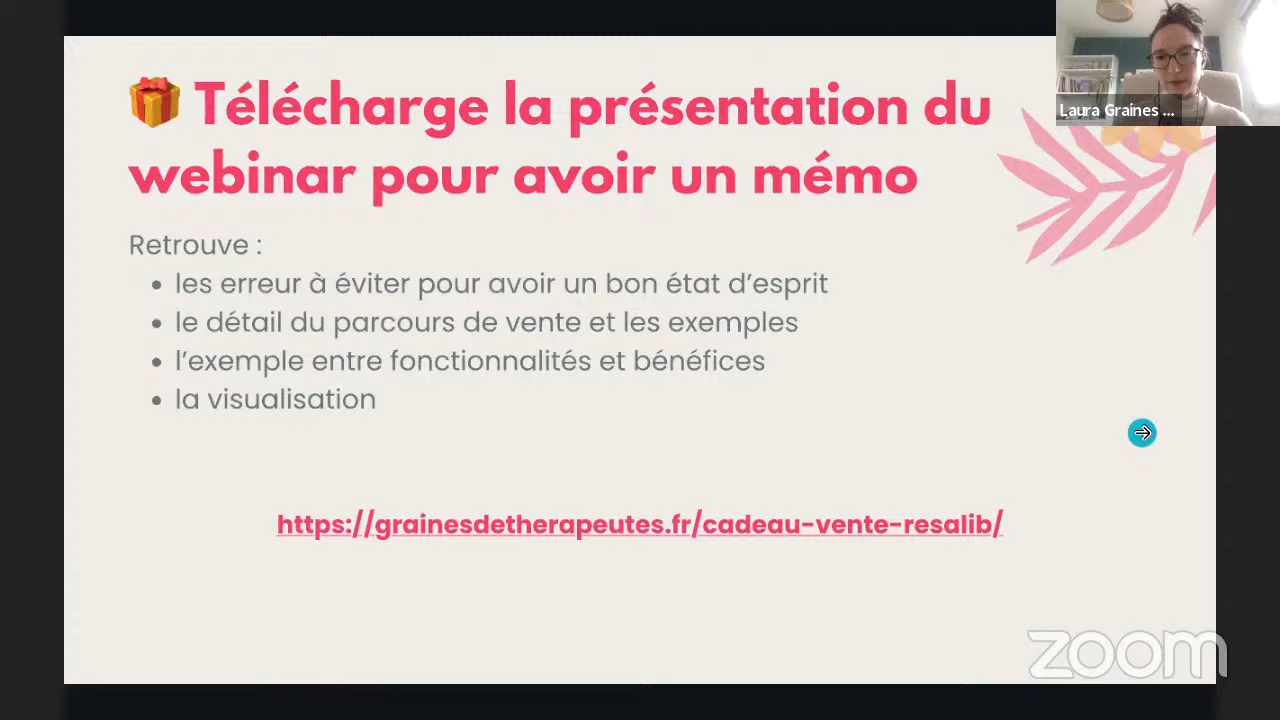 Télécharge la présentation du
webinar pour avoir un mémo
Laura Graines ...
Retrouve :
• les erreur à éviter pour avoir un bon état d’esprit
• le détail du parcours de vente et les exemples
• l’exemple entre fonctionnalités et bénéfices
• la visualisation
https://grainesdetherapeutes.fr/cadeau-vente-resalib/
zoom